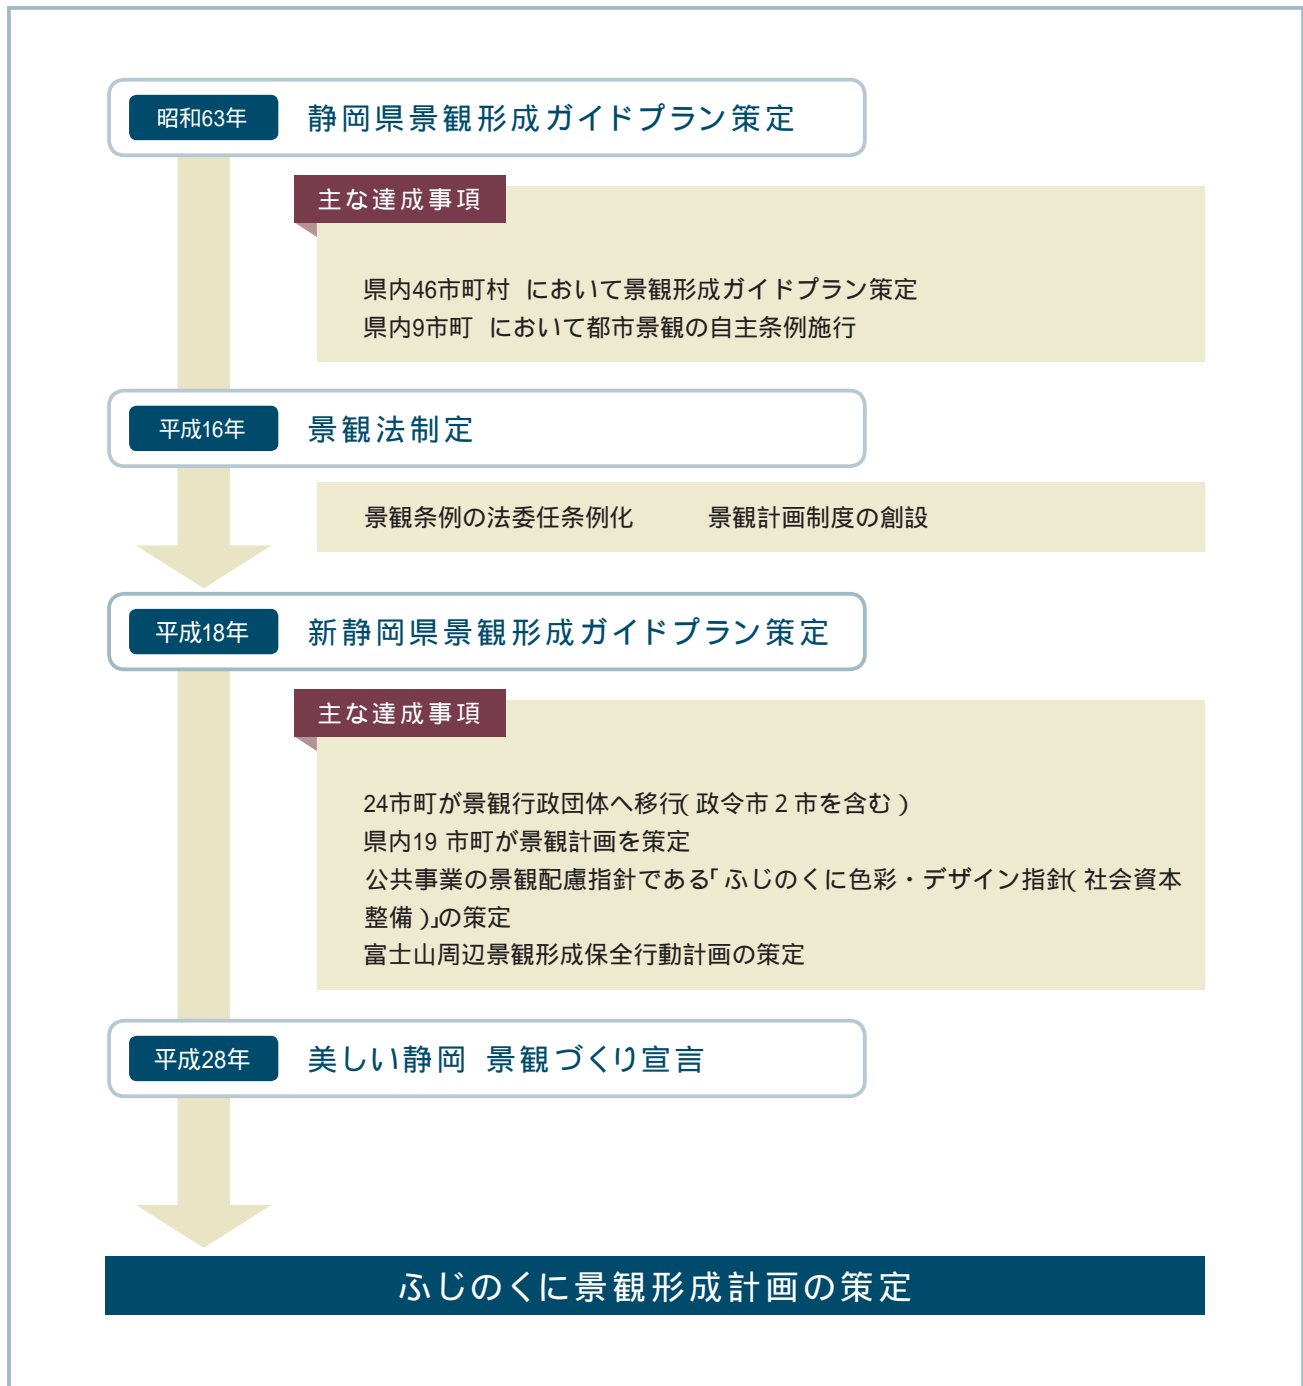 昭和63年 静岡県景観形成ガイドプラン策定
主な達成事項
県内46市町村 において景観形成ガイドプラン策定
県内9市町 において都市景観の自主条例施行
平成16年 景観法制定
景観条例の法委任条例化 景観計画制度の創設
平成18年 新静岡県景観形成ガイドプラン策定
主な達成事項
24市町が景観行政団体へ移行(政令市2市を含む)
県内19 市町が景観計画を策定
公共事業の景観配慮指針である「ふじのくに色彩・デザイン指針(社会資本
整備)」の策定
富士山周辺景観形成保全行動計画の策定
平成28年 美しい静岡 景観づくり宣言
ふじのくに景観形成計画の策定